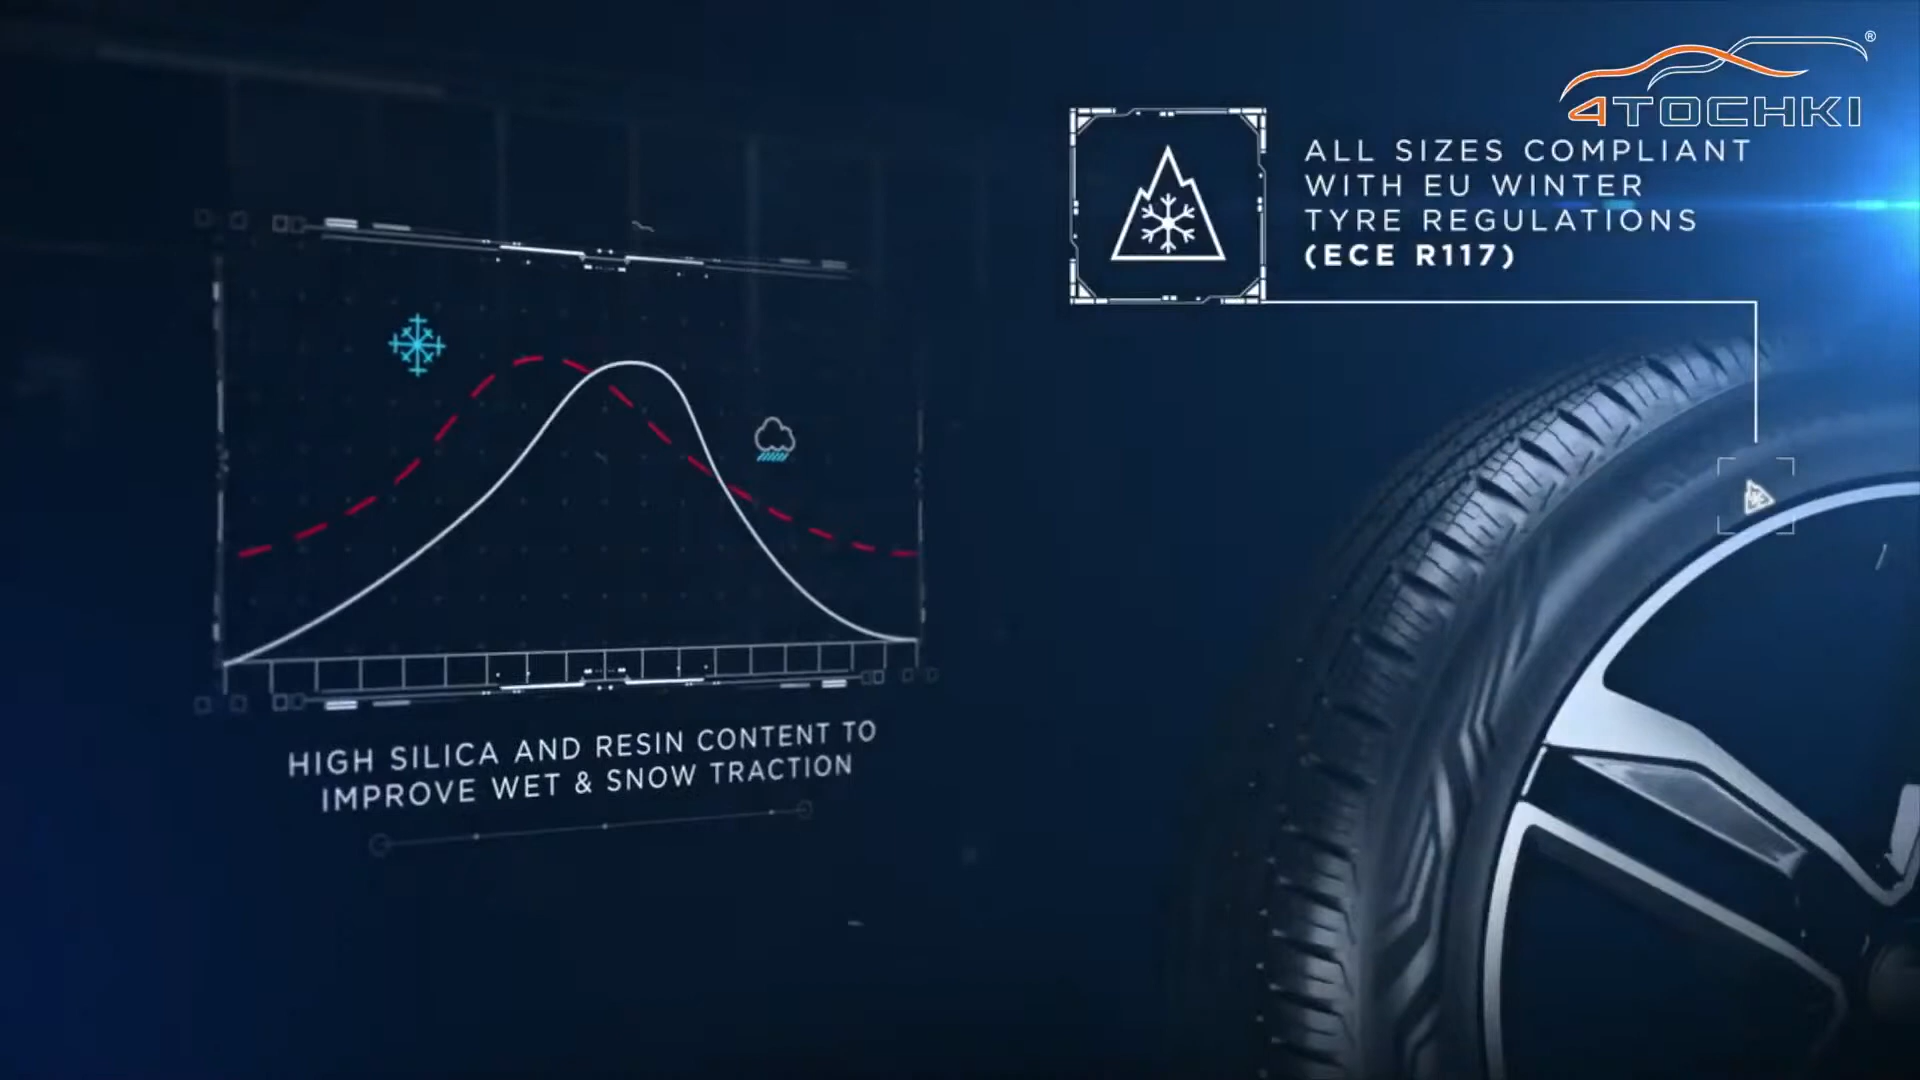 4TOCHKI®
ALL SIZES COMPLIANT
WITH EU WINTER
TYRE REGULATIONS
(ECE R117)
HIGH SILICA AND RESIN CONTENT TO
IMPROVE WET & SNOW TRACTION